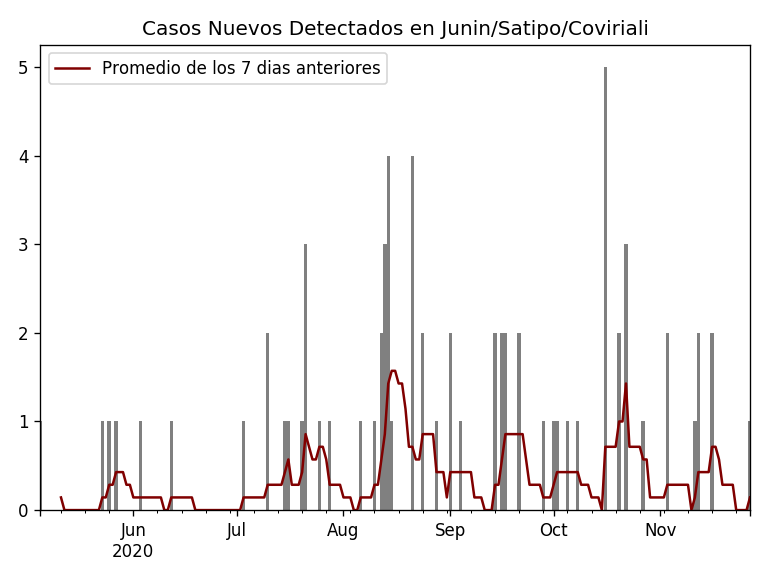 Casos Nuevos Detectados en Junin/Satipo/Coviriali
Promedio de los 7 dias anteriores
5
4
3
2
1
0
Jun Jul Aug Sep Oct Nov
2020